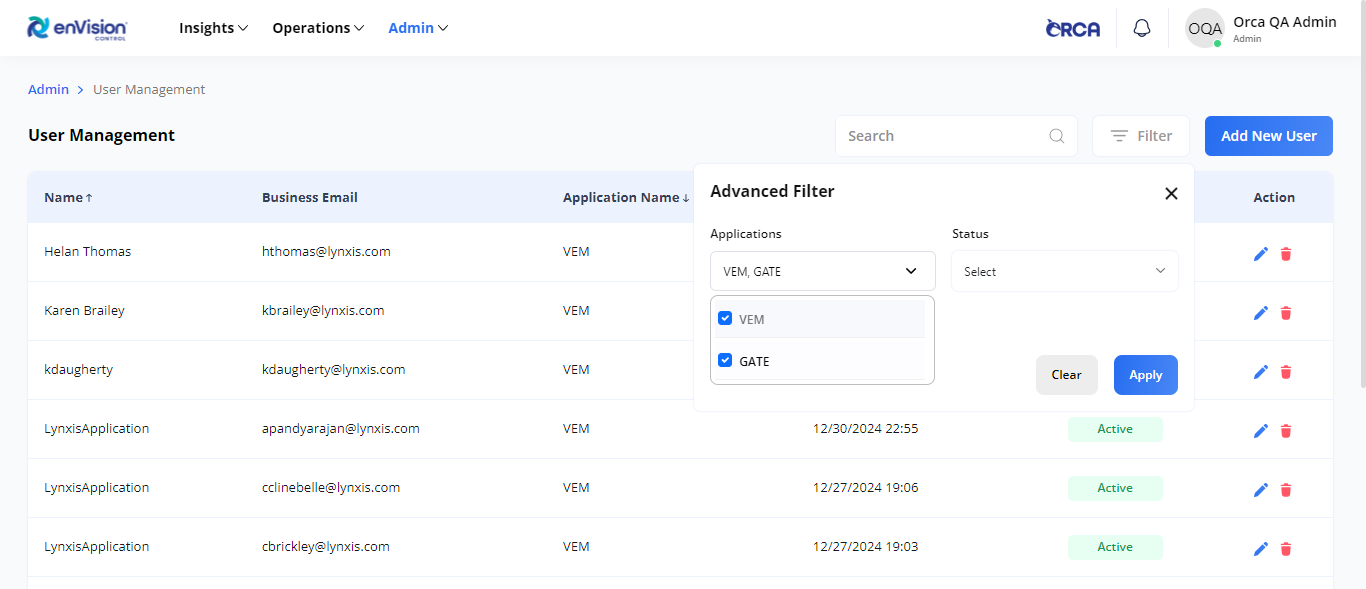 enVision
CONTROL
Insights
Operations
Admin
ORCA
OQA
Orca QA Admin
Admin
Admin > User Management
User Management
Search
Filter
Add New User
Name↑
Business Email
Application Name↓
Action
Advanced Filter
Applications
Status
VEM, GATE
Select
VEM
GATE
Clear
Apply
Helan Thomas
hthomas@lynxis.com
VEM
Karen Brailey
kbrailey@lynxis.com
VEM
kdaugherty
kdaugherty@lynxis.com
VEM
LynxisApplication
apandyarajan@lynxis.com
VEM
12/30/2024 22:55
Active
LynxisApplication
cclinebelle@lynxis.com
VEM
12/27/2024 19:06
Active
LynxisApplication
cbrickley@lynxis.com
VEM
12/27/2024 19:03
Active